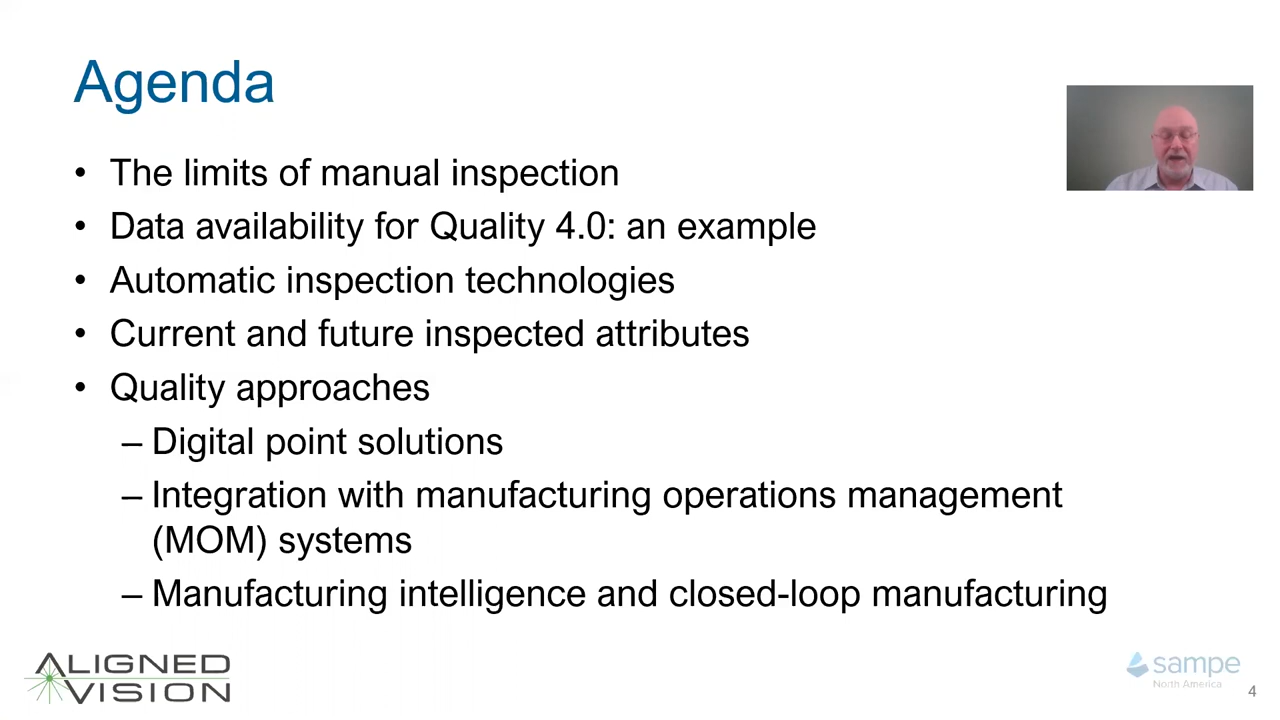 Agenda
• The limits of manual inspection
• Data availability for Quality 4.0: an example
• Automatic inspection technologies
• Current and future inspected attributes
• Quality approaches
– Digital point solutions
– Integration with manufacturing operations management
(MOM) systems
– Manufacturing intelligence and closed-loop manufacturing
ALIGNED
VISION
sampe
North America
4